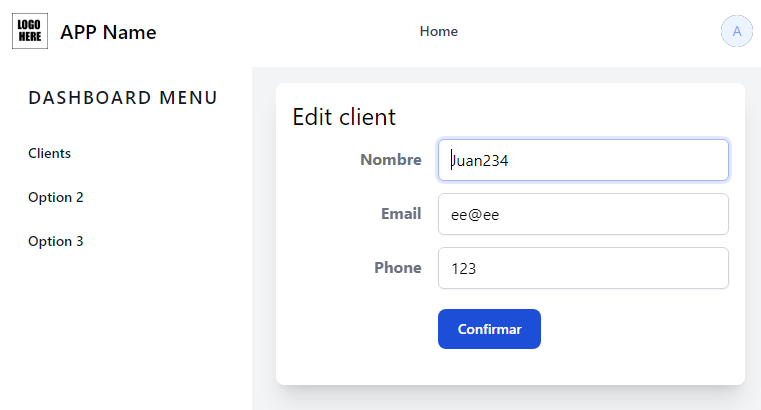 LOGO
HERE
APP Name
Home
A
DASHBOARD MENU
Clients
Option 2
Option 3
Edit client
Nombre
Juan234
Email
ee@ee
Phone
123
Confirmar